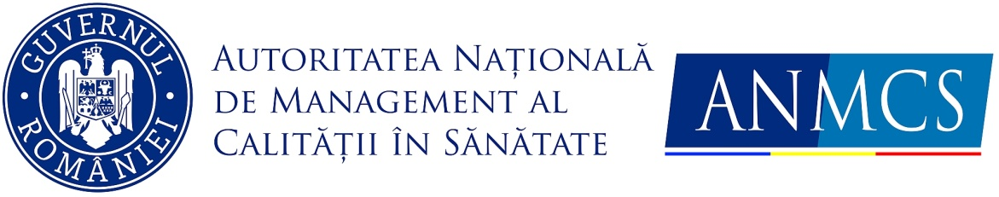 GUVERNUL
ROMÂNIEI
AUTORITATEA NAȚIONALĂ
DE MANAGEMENT AL
CALITĂȚII ÎN SĂNĂTATE
ANMCS